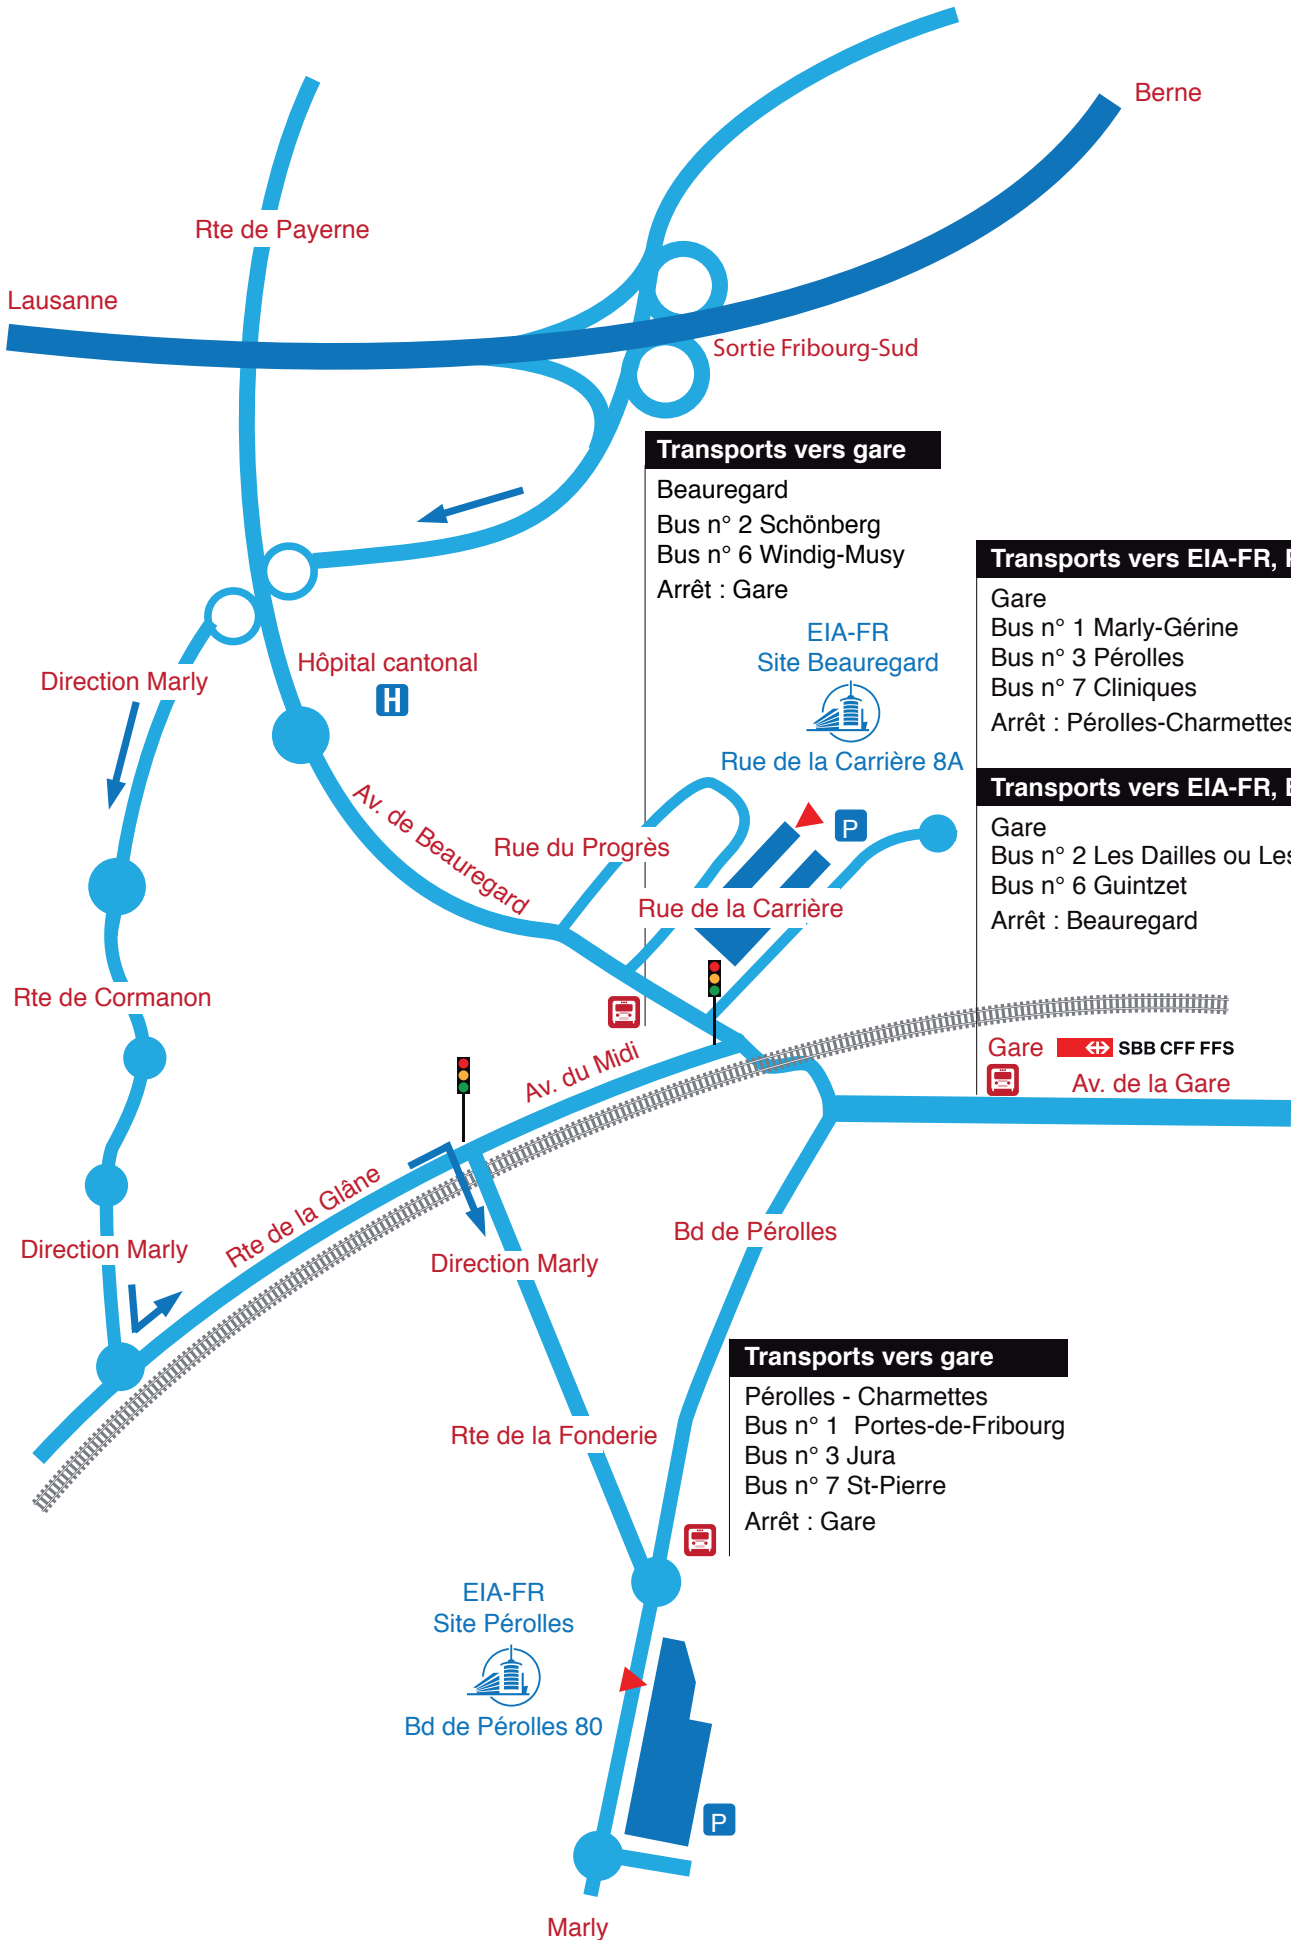 Berne
Rte de Payerne
Lausanne
Sortie Fribourg-Sud
Transports vers gare
Beauregard
Bus n° 2 Schönberg
Bus n° 6 Windig-Musy
Arrêt : Gare
Transports vers EIA-FR,
Gare
Bus n° 1 Marly-Gérine
Bus n° 3 Pérolles
Bus n° 7 Cliniques
Arrêt : Pérolles-Charmettes
EIA-FR
Site Beauregard
Rue de la Carrière 8A
Hôpital cantonal
H
Direction Marly
Transports vers EIA-FR,
Gare
Bus n° 2 Les Dailles ou Les
Bus n° 6 Guintzet
Arrêt : Beauregard
Av. de Beauregard
Rue du Progrès
P
Rue de la Carrière
Rte de Cormanon
Gare SBB CFF FFS
Av. de la Gare
Av. du Midi
Rte de la Glâne
Direction Marly
Direction Marly
Bd de Pérolles
Transports vers gare
Pérolles - Charmettes
Bus n° 1 Portes-de-Fribourg
Bus n° 3 Jura
Bus n° 7 St-Pierre
Arrêt : Gare
Rte de la Fonderie
EIA-FR
Site Pérolles
Bd de Pérolles 80
P
Marly